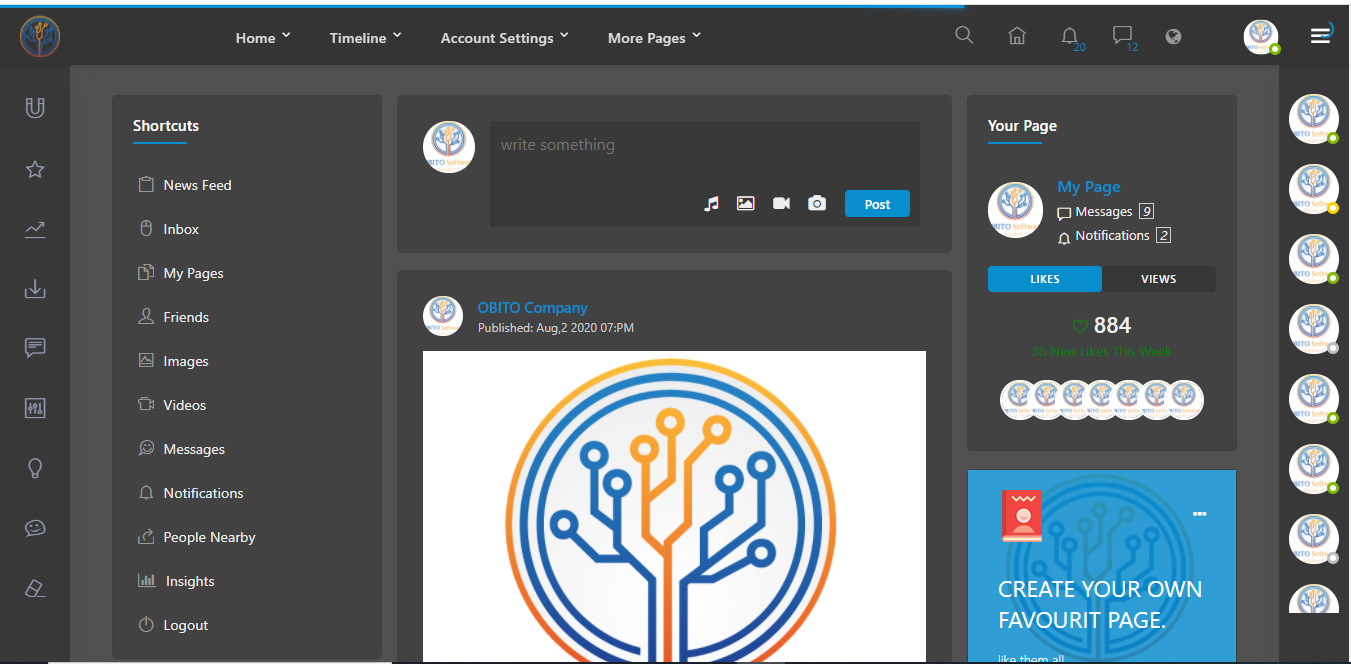 Home
Timeline
Account Settings
More Pages
20
12
Shortcuts
News Feed
Inbox
My Pages
Friends
Images
Videos
Messages
Notifications
People Nearby
Insights
Logout
write something
Post
OBITO Company
Published: Aug,2 2020 07:PM
Your Page
My Page
Messages 9
Notifications 2
LIKES VIEWS
884
35 New Likes This Week
CREATE YOUR OWN
FAVOURIT PAGE.
like them all